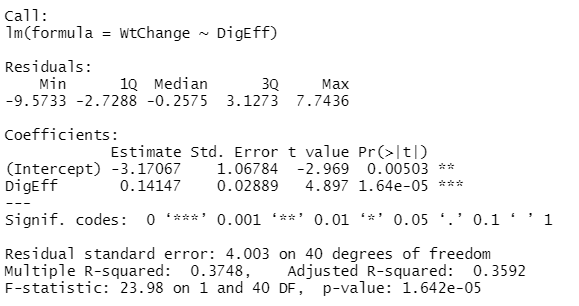 Call:
lm(formula = WtChange ~ DigEff)
Residuals:
    Min      1Q  Median      3Q     Max
-9.5733 -2.7288 -0.2575  3.1273  7.7436
Coefficients:
            Estimate Std. Error t value Pr(>|t|)
(Intercept) -3.17067    1.06784  -2.969  0.00503 **
DigEff       0.14147    0.02889   4.897 1.64e-05 ***
---
Signif. codes:  0 ‘***’ 0.001 ‘**’ 0.01 ‘*’ 0.05 ‘.’ 0.1 ‘ ’ 1
Residual standard error: 4.003 on 40 degrees of freedom
Multiple R-squared:  0.3748,    Adjusted R-squared:  0.3592
F-statistic: 23.98 on 1 and 40 DF,  p-value: 1.642e-05